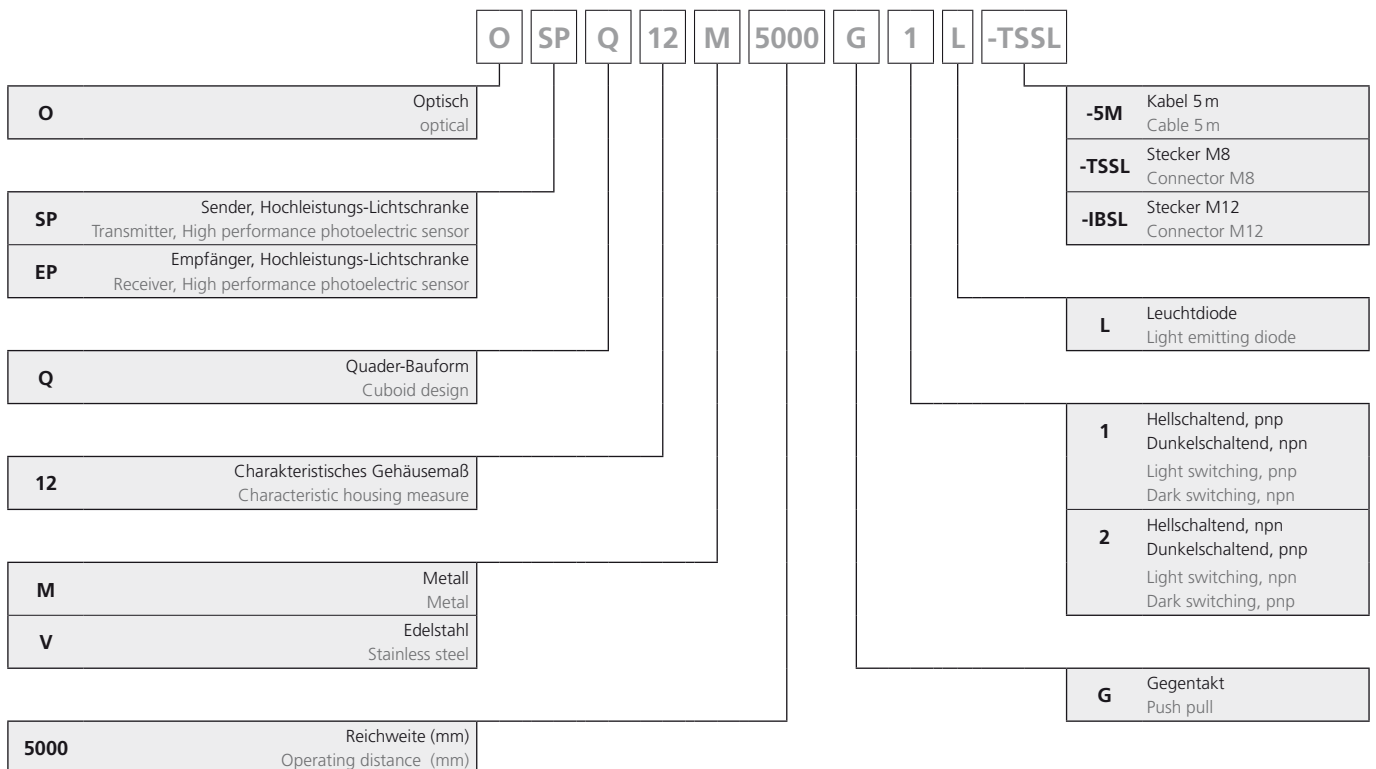 O SP Q 12 M 5000 G 1 L -TSSL
O
Optisch
optical
SP
Sender, Hochleistungs-Lichtschranke
Transmitter, High performance photoelectric sensor
EP
Empfänger, Hochleistungs-Lichtschranke
Receiver, High performance photoelectric sensor
Q
Quader-Bauform
Cuboid design
12
Charakteristisches Gehäusemaß
Characteristic housing measure
M
Metall
Metal
V
Edelstahl
Stainless steel
5000
Reichweite (mm)
Operating distance (mm)
-5M
Kabel 5 m
Cable 5 m
-TSSL
Stecker M8
Connector M8
-IBSL
Stecker M12
Connector M12
L
Leuchtdiode
Light emitting diode
1
Hellschaltend, pnp
Dunkelschaltend, npn
Light switching, pnp
Dark switching, npn
2
Hellschaltend, npn
Dunkelschaltend, pnp
Light switching, npn
Dark switching, pnp
G
Gegentakt
Push pull